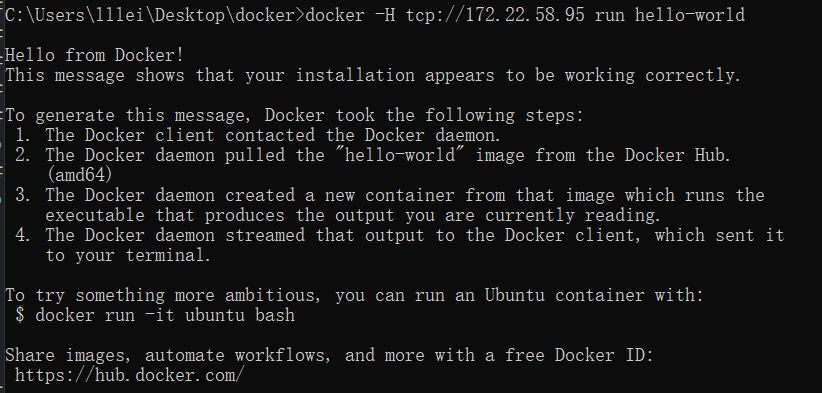 C:\Users\lllei\Desktop\docker>docker -H tcp://172.22.58.95 run hello-world
Hello from Docker!
This message shows that your installation appears to be working correctly.
To generate this message, Docker took the following steps:
1. The Docker client contacted the Docker daemon.
2. The Docker daemon pulled the "hello-world" image from the Docker Hub.
(amd64)
3. The Docker daemon created a new container from that image which runs the
executable that produces the output you are currently reading.
4. The Docker daemon streamed that output to the Docker client, which sent it
to your terminal.
To try something more ambitious, you can run an Ubuntu container with:
$ docker run -it ubuntu bash
Share images, automate workflows, and more with a free Docker ID:
https://hub.docker.com/